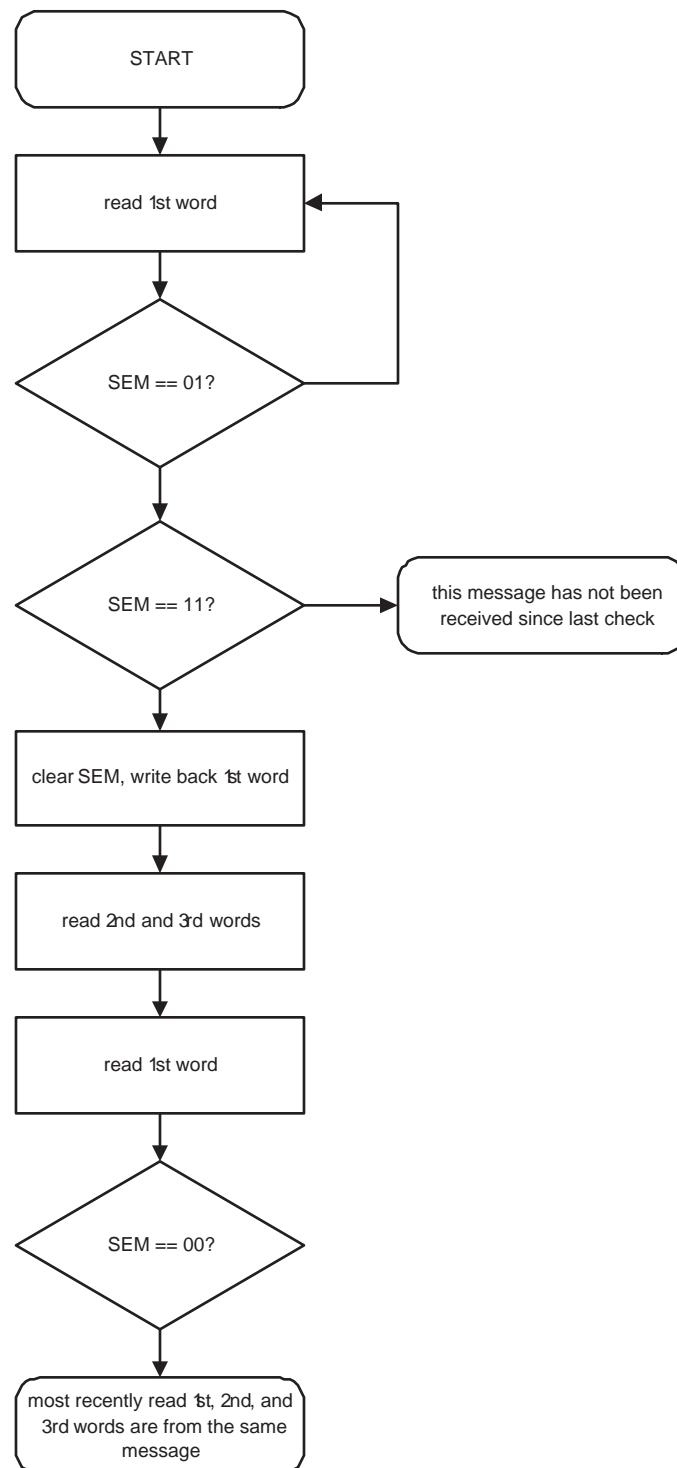 START
read 1st word
SEM == 01?
SEM == 11?
this message has not been
received since last check
clear SEM, write back 1st word
read 2nd and 3rd words
read 1st word
SEM == 00?
most recently read 1st, 2nd, and
3rd words are from the same
message